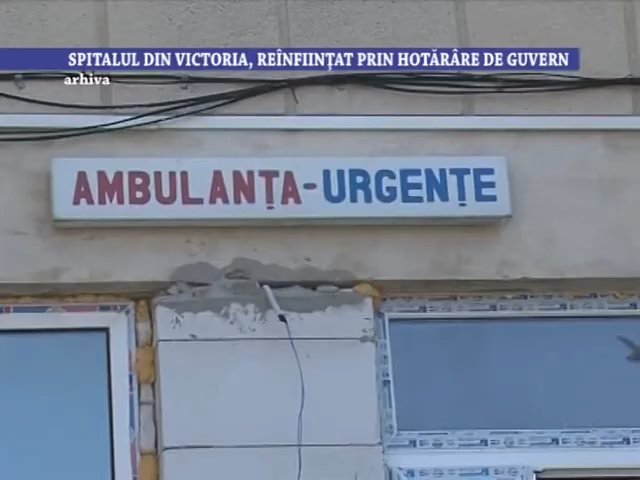 SPITALUL DIN VICTORIA, REÎNFIINȚAT PRIN HOTĂRÂRE DE GUVERN
arhiva
AMBULANȚA-URGENȚE